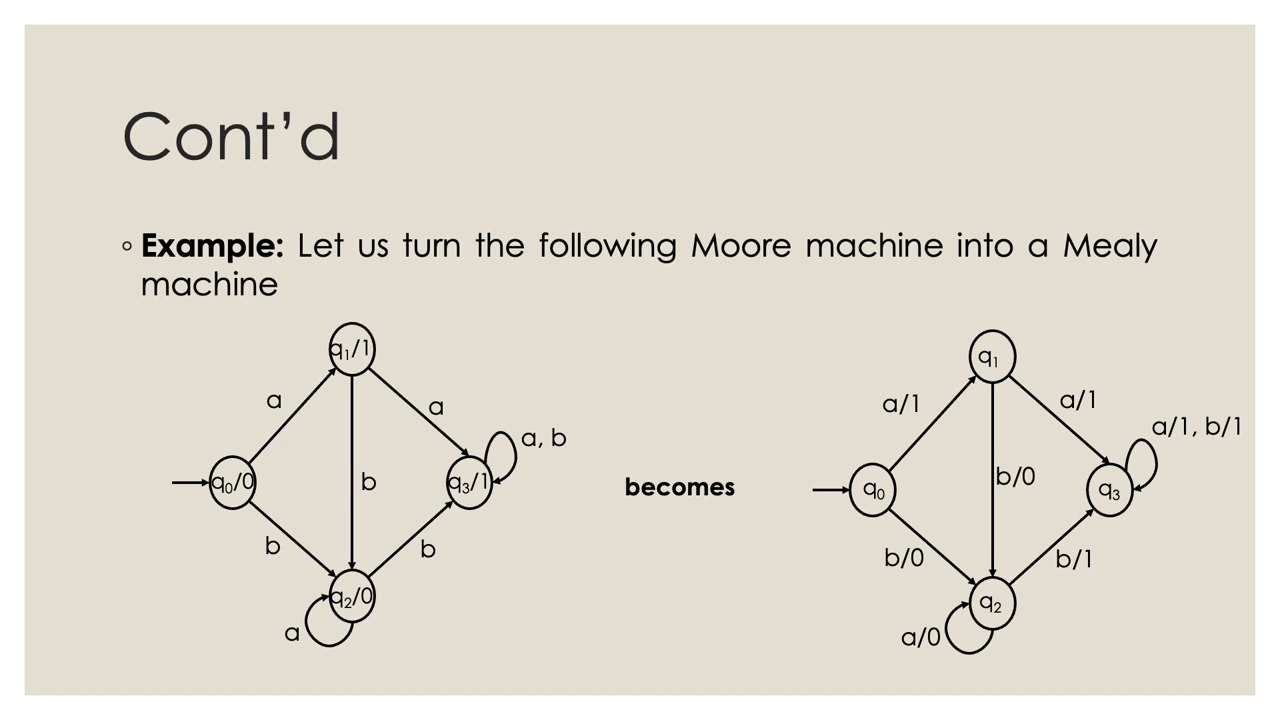 Cont’d
◦ Example: Let us turn the following Moore machine into a Mealy
machine
q₁/1
a
a
a, b
q₀/0
b
q₃/1
b
b
q₂/0
a
becomes
q₁
a/1
a/1
a/1, b/1
b/0
q₀
q₃
b/0
b/1
q₂
a/0